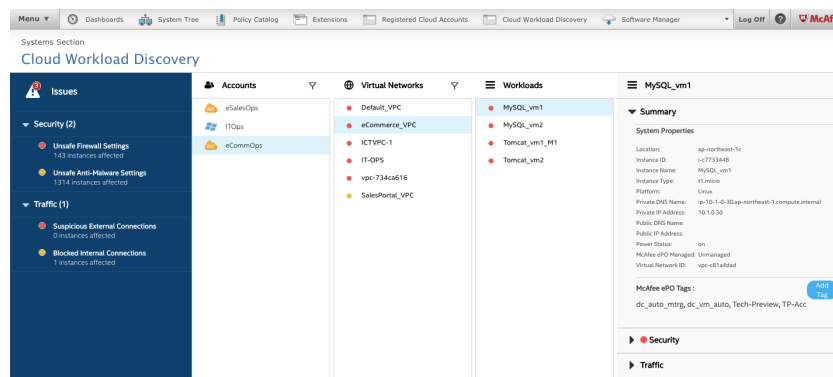 Menu ▼ Dashboards System Tree Policy Catalog Extensions Registered Cloud Accounts Cloud Workload Discovery Software Manager Log Off ? McAf
Systems Section
Cloud Workload Discovery
3
Issues
Security (2)
Unsafe Firewall Settings
143 instances affected
Unsafe Anti-Malware Settings
1314 instances affected
Traffic (1)
Suspicious External Connections
0 instances affected
Blocked Internal Connections
1 instances affected
Accounts
eSalesOps
ITOps
eCommOps
Virtual Networks
Default_VPC
eCommerce_VPC
ICTVPC-1
IT-OPS
vpc-734ca616
SalesPortal_VPC
Workloads
MySQL_vm1
MySQL_vm2
Tomcat_vm1_M1
Tomcat_vm2
MySQL_vm1
Summary
System Properties
Location: ap-northeast-1c
Instance ID: i-c7733448
Instance Name: MySQL_vm1
Instance Type: t1.micro
Platform: Linux
Private DNS Name: ip-10-1-0-30.ap-northeast-1.compute.internal
Private IP Address: 10.1.0.30
Public DNS Name:
Public IP Address:
Power Status: on
McAfee ePO Managed: Unmanaged
Virtual Network ID: vpc-c81a4dad
McAfee ePO Tags :
Add
Tag
dc_auto_mtrg, dc_vm_auto, Tech-Preview, TP-Acc
Security
Traffic